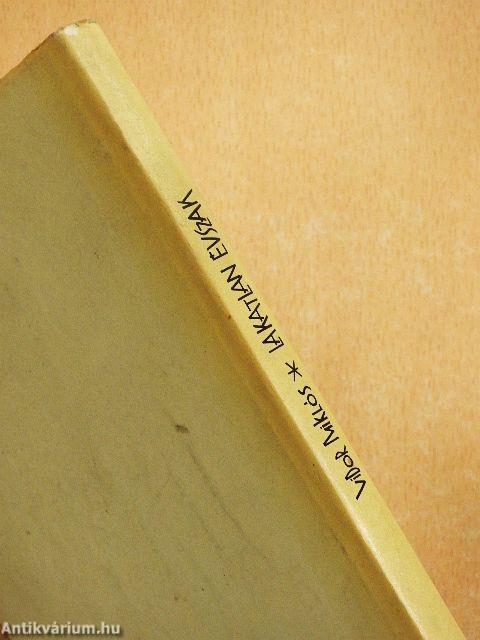 VIDOR MIKLÓS * LAKATLAN ÉVSZAK
Antikvárium.hu